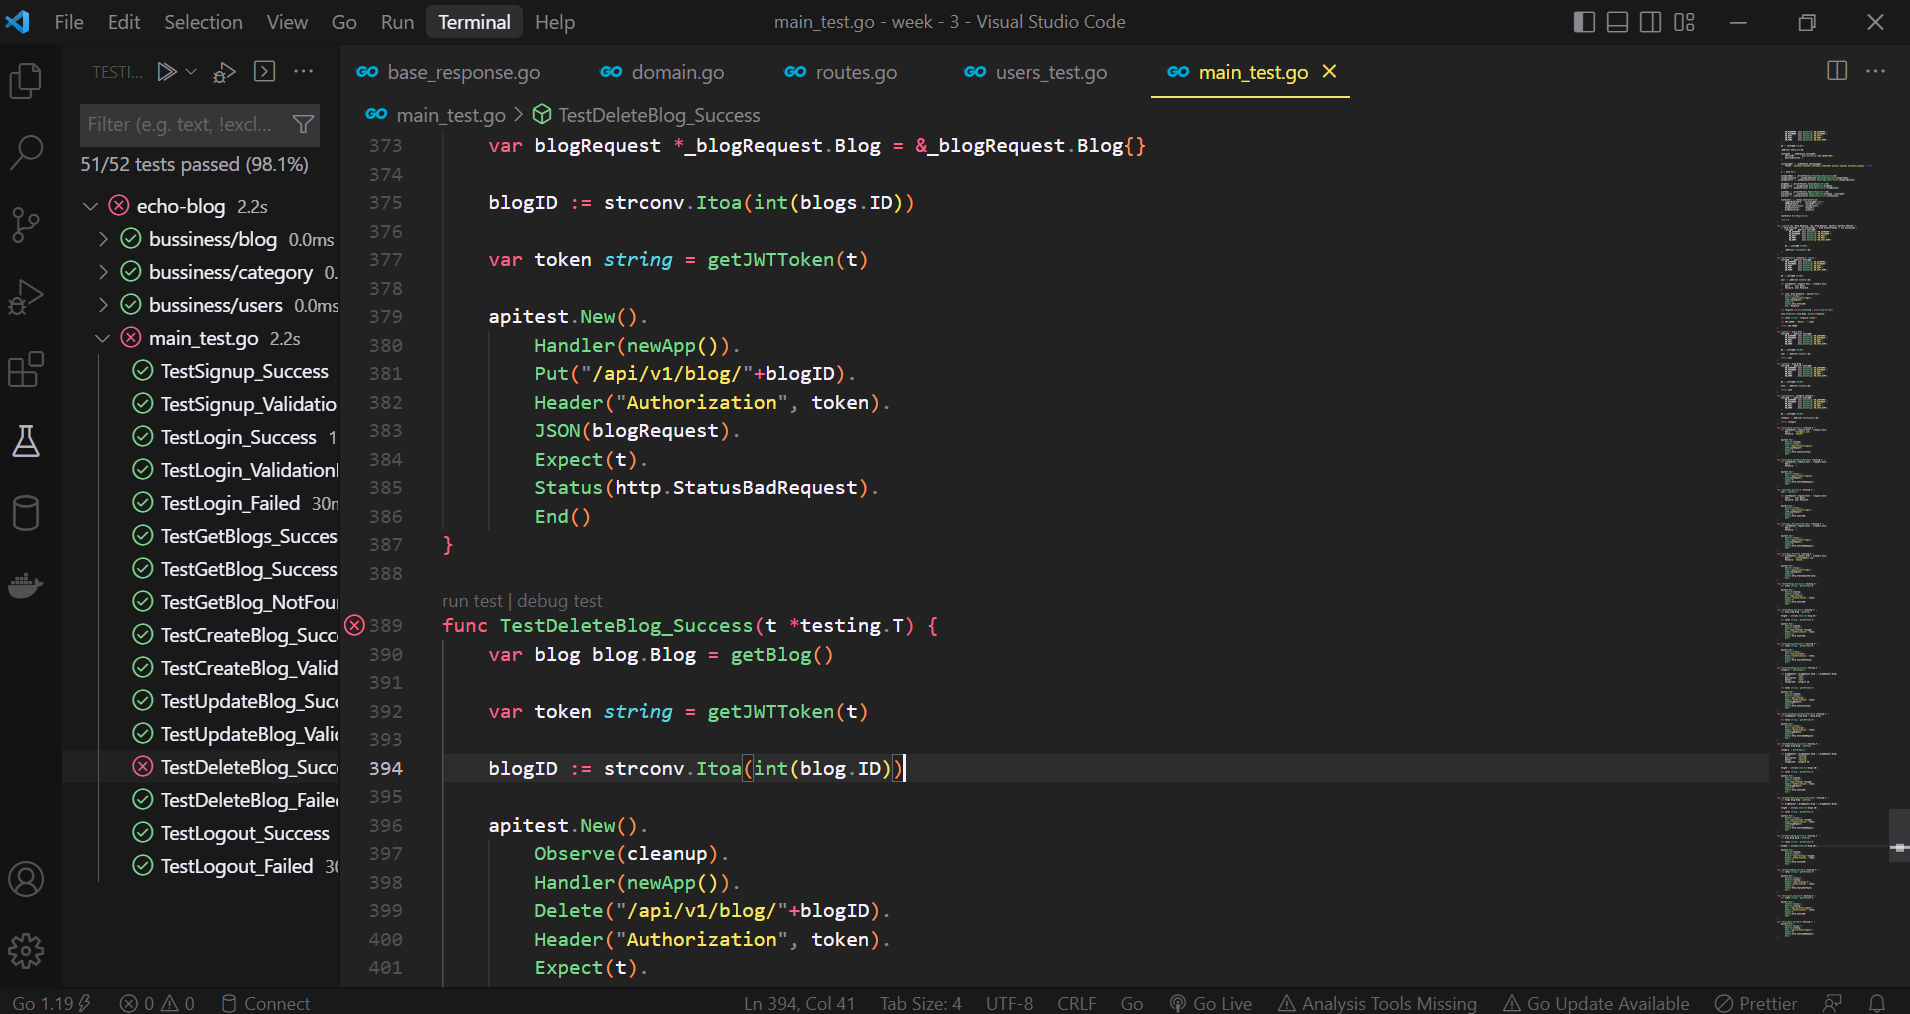 File Edit Selection View Go Run Terminal Help main_test.go - week - 3 - Visual Studio Code
TESTI...
Filter (e.g. text, !excl...
51/52 tests passed (98.1%)
echo-blog 2.2s
bussiness/blog 0.0ms
bussiness/category 0.
bussiness/users 0.0ms
main_test.go 2.2s
TestSignup_Success
TestSignup_Validatio
TestLogin_Success 1
TestLogin_Validation
TestLogin_Failed 30m
TestGetBlogs_Succes
TestGetBlog_Success
TestGetBlog_NotFou
TestCreateBlog_Succ
TestCreateBlog_Valid
TestUpdateBlog_Suc
TestUpdateBlog_Vali
TestDeleteBlog_Succ
TestDeleteBlog_Faile
TestLogout_Success
TestLogout_Failed 30
GO base_response.go GO domain.go GO routes.go GO users_test.go GO main_test.go
GO main_test.go > TestDeleteBlog_Success
373 var blogRequest *_blogRequest.Blog = &_blogRequest.Blog{}
374
375 blogID := strconv.Itoa(int(blogs.ID))
376
377 var token string = getJWTToken(t)
378
379 apitest.New().
380 Handler(newApp()).
381 Put("/api/v1/blog/"+blogID).
382 Header("Authorization", token).
383 JSON(blogRequest).
384 Expect(t).
385 Status(http.StatusBadRequest).
386 End()
387 }
388
run test | debug test
389 func TestDeleteBlog_Success(t *testing.T) {
390 var blog blog.Blog = getBlog()
391
392 var token string = getJWTToken(t)
393
394 blogID := strconv.Itoa(int(blog.ID))
395
396 apitest.New().
397 Observe(cleanup).
398 Handler(newApp()).
399 Delete("/api/v1/blog/"+blogID).
400 Header("Authorization", token).
401 Expect(t).
Go 1.19 0 0 Connect Ln 394, Col 41 Tab Size: 4 UTF-8 CRLF Go Go Live Analysis Tools Missing Go Update Available Prettier